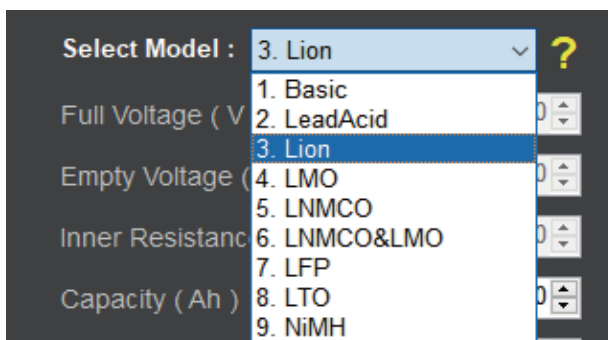 Select Model : 3. Lion ?
1. Basic
Full Voltage ( V
2. LeadAcid
3. Lion
Empty Voltage (
4. LMO
5. LNMCO
Inner Resistanc
6. LNMCO&LMO
7. LFP
Capacity ( Ah )
8. LTO
9. NiMH